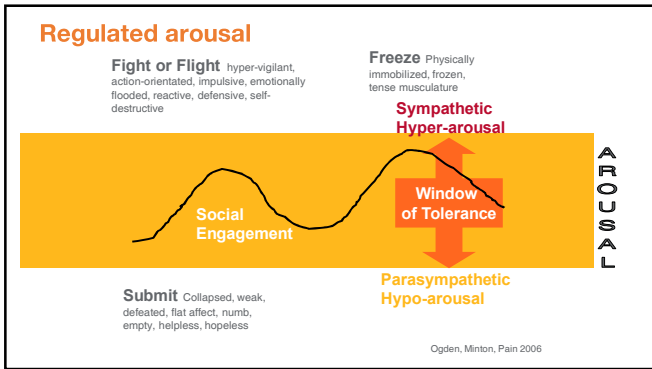 Regulated arousal
Fight or Flight hyper-vigilant,
action-orientated, impulsive, emotionally
flooded, reactive, defensive, self-
destructive
Freeze Physically
immobilized, frozen,
tense musculature
Sympathetic
Hyper-arousal
Social
Engagement
Window
of Tolerance
AROUSAL
Parasympathetic
Hypo-arousal
Submit Collapsed, weak,
defeated, flat affect, numb,
empty, helpless, hopeless
Ogden, Minton, Pain 2006